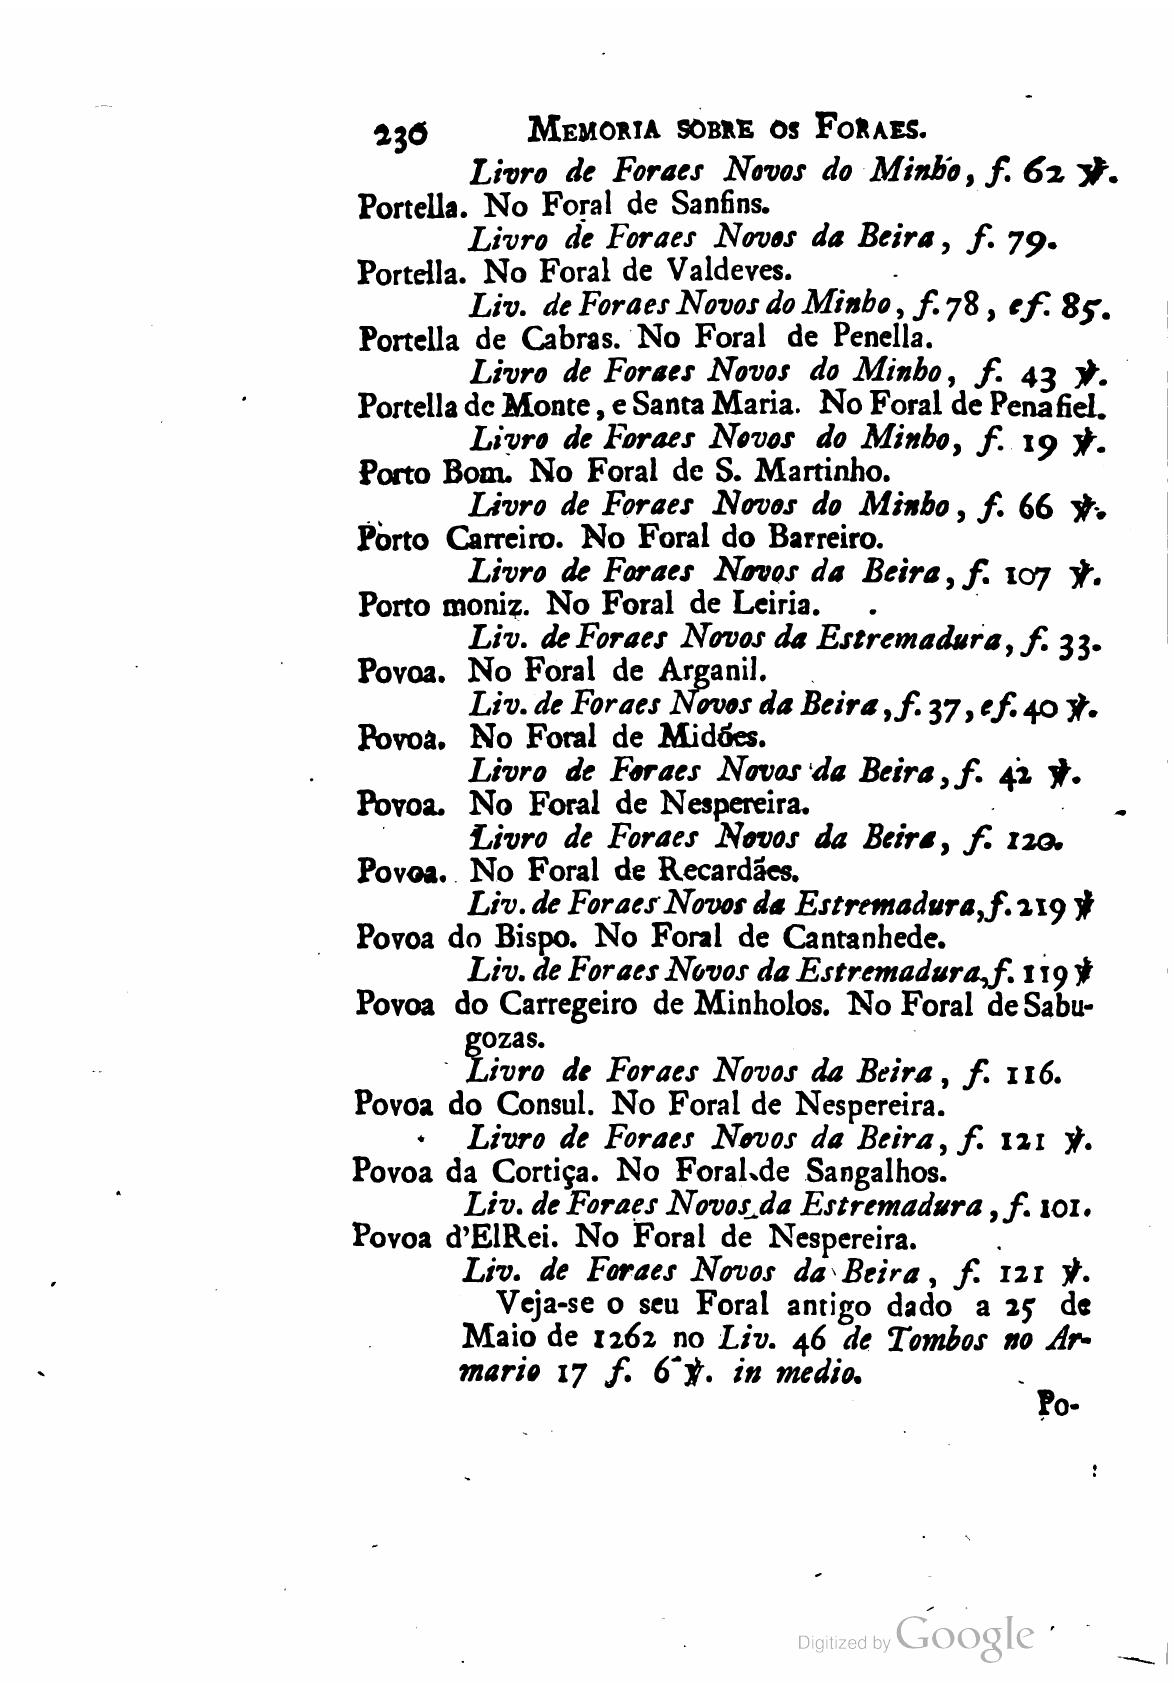 236 MEMORIA SOBRE OS FORAES.
Livro de Foraes Novos do Minho, f. 62 ℣.
Portella. No Foral de Sanfins.
Livro de Foraes Novos da Beira, f. 79.
Portella. No Foral de Valdeves.
Liv. de Foraes Novos do Minho, f. 78, e f. 85.
Portella de Cabras. No Foral de Penella.
Livro de Foraes Novos do Minho, f. 43 ℣.
Portella de Monte, e Santa Maria. No Foral de Penafiel.
Livro de Foraes Novos do Minho, f. 19 ℣.
Porto Bom. No Foral de S. Martinho.
Livro de Foraes Novos do Minho, f. 66 ℣.
Porto Carreiro. No Foral do Barreiro.
Livro de Foraes Novos da Beira, f. 107 ℣.
Porto moniz. No Foral de Leiria.
Liv. de Foraes Novos da Estremadura, f. 33.
Povoa. No Foral de Arganil.
Liv. de Foraes Novos da Beira, f. 37, e f. 40 ℣.
Povoa. No Foral de Midões.
Livro de Foraes Novos da Beira, f. 42 ℣.
Povoa. No Foral de Nespereira.
Livro de Foraes Novos da Beira, f. 120.
Povoa. No Foral de Recardães.
Liv. de Foraes Novos da Estremadura, f. 219 ℣
Povoa do Bispo. No Foral de Cantanhede.
Liv. de Foraes Novos da Estremadura, f. 119 ℣
Povoa do Carregeiro de Minholos. No Foral de Sabu-
gozas.
Livro de Foraes Novos da Beira, f. 116.
Povoa do Consul. No Foral de Nespereira.
Livro de Foraes Novos da Beira, f. 121 ℣.
Povoa da Cortiça. No Foral de Sangalhos.
Liv. de Foraes Novos da Estremadura, f. 101.
Povoa d'ElRei. No Foral de Nespereira.
Liv. de Foraes Novos da Beira, f. 121 ℣.
Veja-se o seu Foral antigo dado a 25 de
Maio de 1262 no Liv. 46 de Tombos no Ar-
mario 17 f. 6 ℣. in medio.
Po-
Digitized by Google